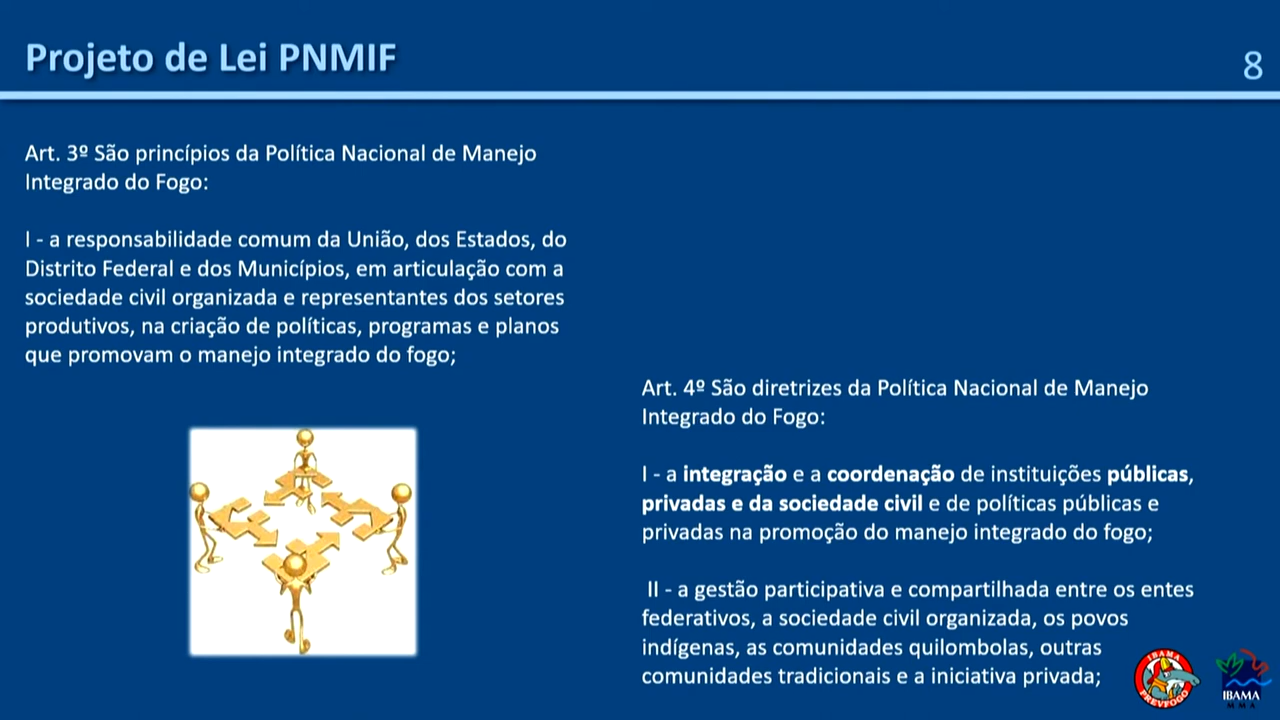 Projeto de Lei PNMIF
8
Art. 3º São princípios da Política Nacional de Manejo
Integrado do Fogo:
I - a responsabilidade comum da União, dos Estados, do
Distrito Federal e dos Municípios, em articulação com a
sociedade civil organizada e representantes dos setores
produtivos, na criação de políticas, programas e planos
que promovam o manejo integrado do fogo;
Art. 4º São diretrizes da Política Nacional de Manejo
Integrado do Fogo:
I - a integração e a coordenação de instituições públicas,
privadas e da sociedade civil e de políticas públicas e
privadas na promoção do manejo integrado do fogo;
II - a gestão participativa e compartilhada entre os entes
federativos, a sociedade civil organizada, os povos
indígenas, as comunidades quilombolas, outras
comunidades tradicionais e a iniciativa privada;
IBAMA
PREVFOGO
IBAMA
MMA